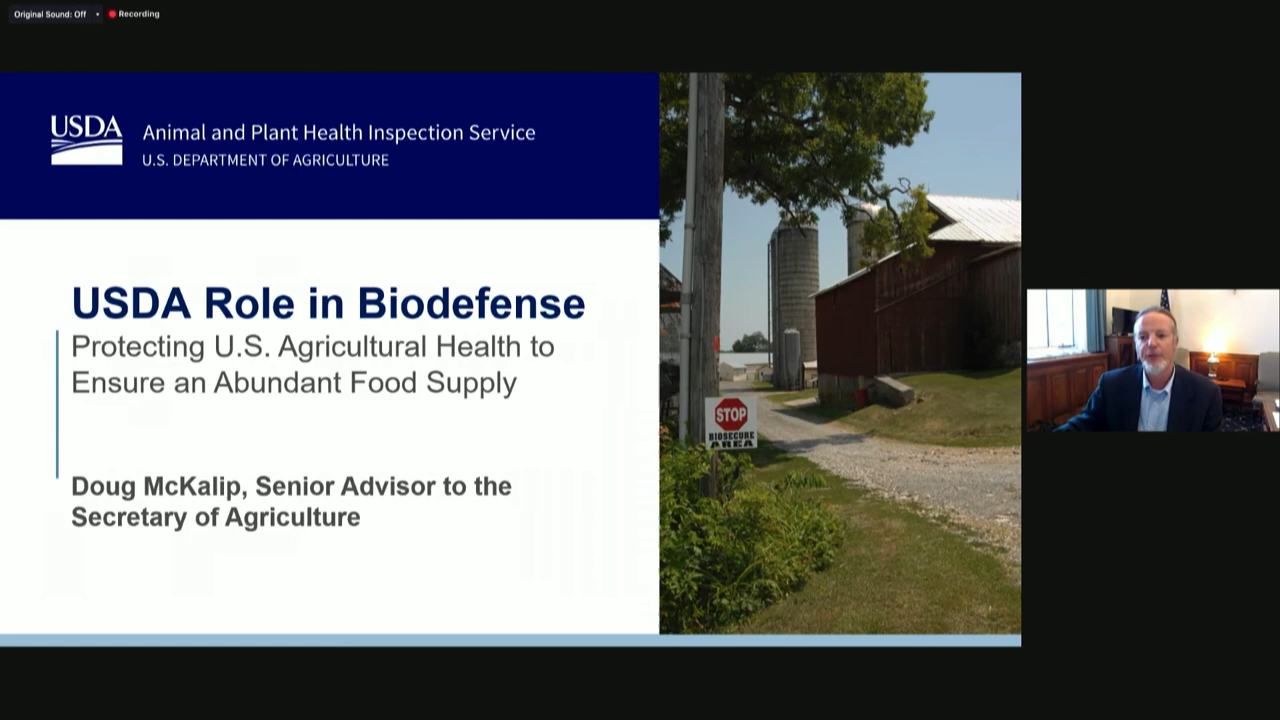 Original Sound: Off
Recording
USDA
Animal and Plant Health Inspection Service
U.S. DEPARTMENT OF AGRICULTURE
USDA Role in Biodefense
Protecting U.S. Agricultural Health to
Ensure an Abundant Food Supply
Doug McKalip, Senior Advisor to the
Secretary of Agriculture
STOP
BIOSECURE
AREA